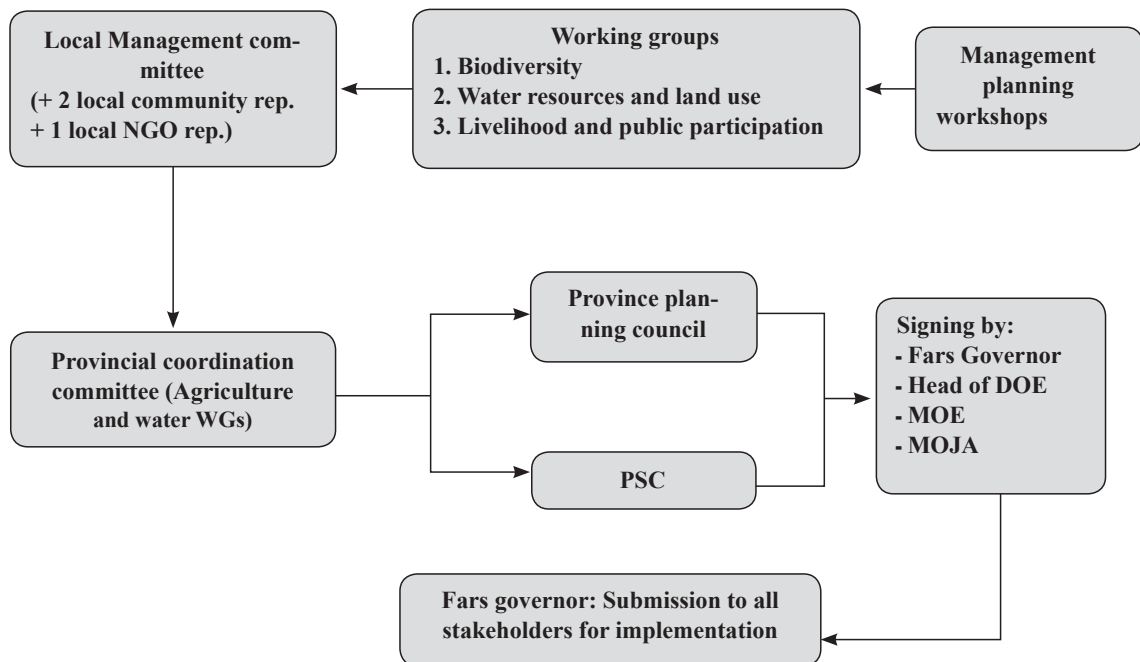 Local Management com-
mittee
(+ 2 local community rep.
+ 1 local NGO rep.)
Working groups
1. Biodiversity
2. Water resources and land use
3. Livelihood and public participation
Management
planning
workshops
Provincial coordination
committee (Agriculture
and water WGs)
Province plan-
ning council
PSC
Signing by:
- Fars Governor
- Head of DOE
- MOE
- MOJA
Fars governor: Submission to all
stakeholders for implementation